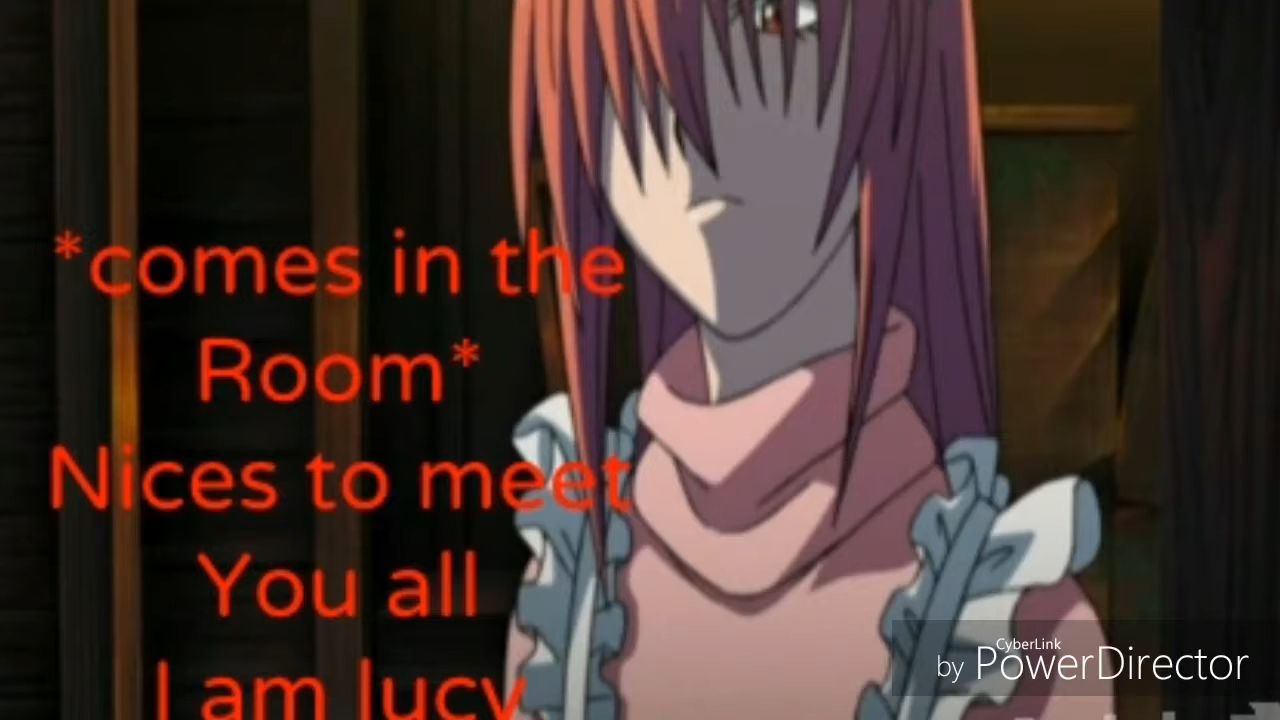 *comes in the
Room*
Nices to meet
You all
I am lucy
CyberLink
by PowerDirector